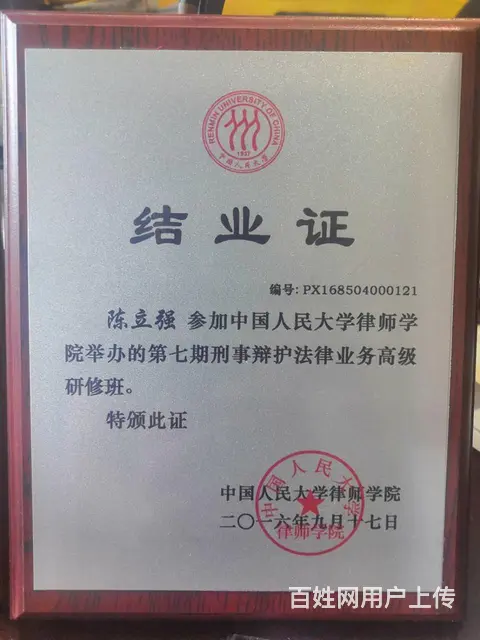 RENMIN UNIVERSITY OF CHINA
1937
中国人民大学
结业证
编号:PX168504000121
陈立强 参加中国人民大学律师学
院举办的第七期刑事辩护法律业务高级
研修班。
特颁此证
中国人民大学
中国人民大学律师学院
二〇一六年九月十七日
律师学院
百姓网用户上传